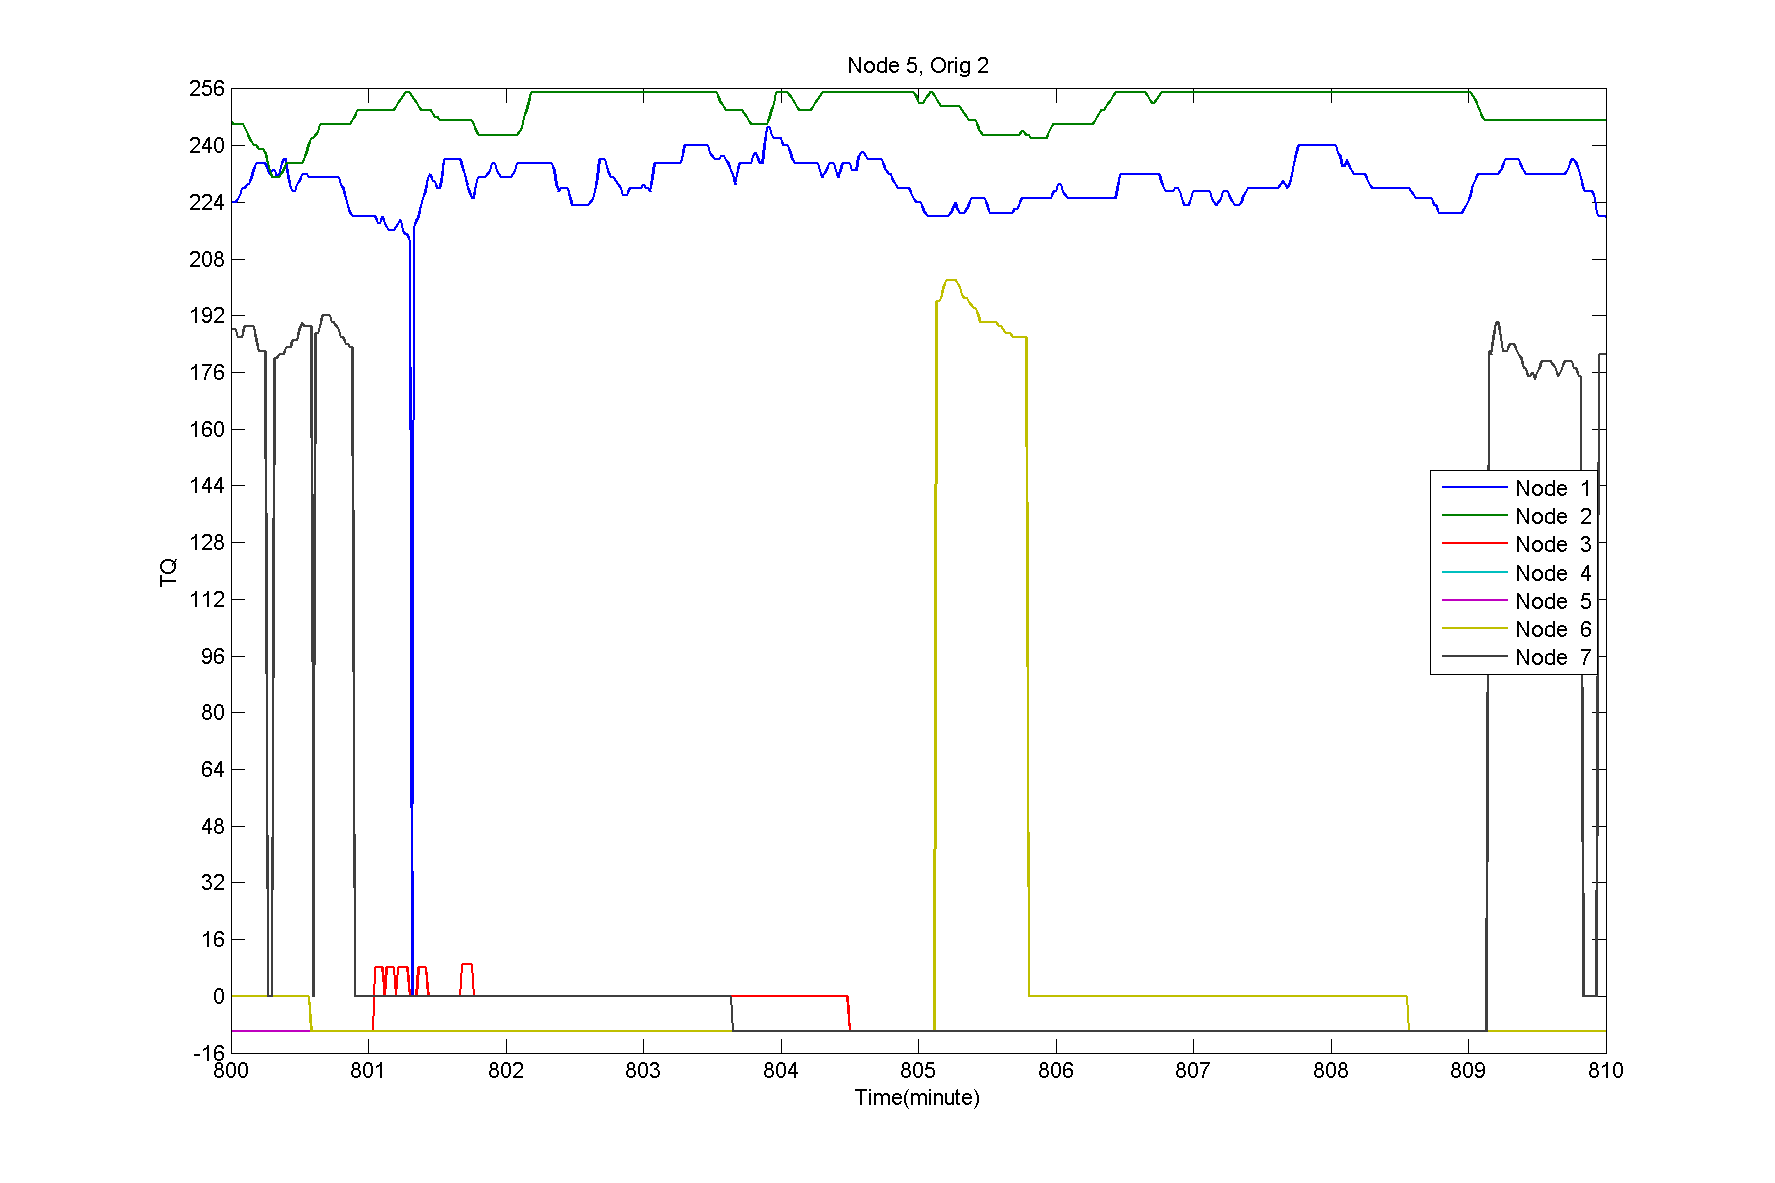 Node 5, Orig 2
256
240
224
208
192
176
160
144
128
112
96
80
64
48
32
16
0
-16
TQ
Node 1
Node 2
Node 3
Node 4
Node 5
Node 6
Node 7
800 801 802 803 804 805 806 807 808 809 810
Time(minute)